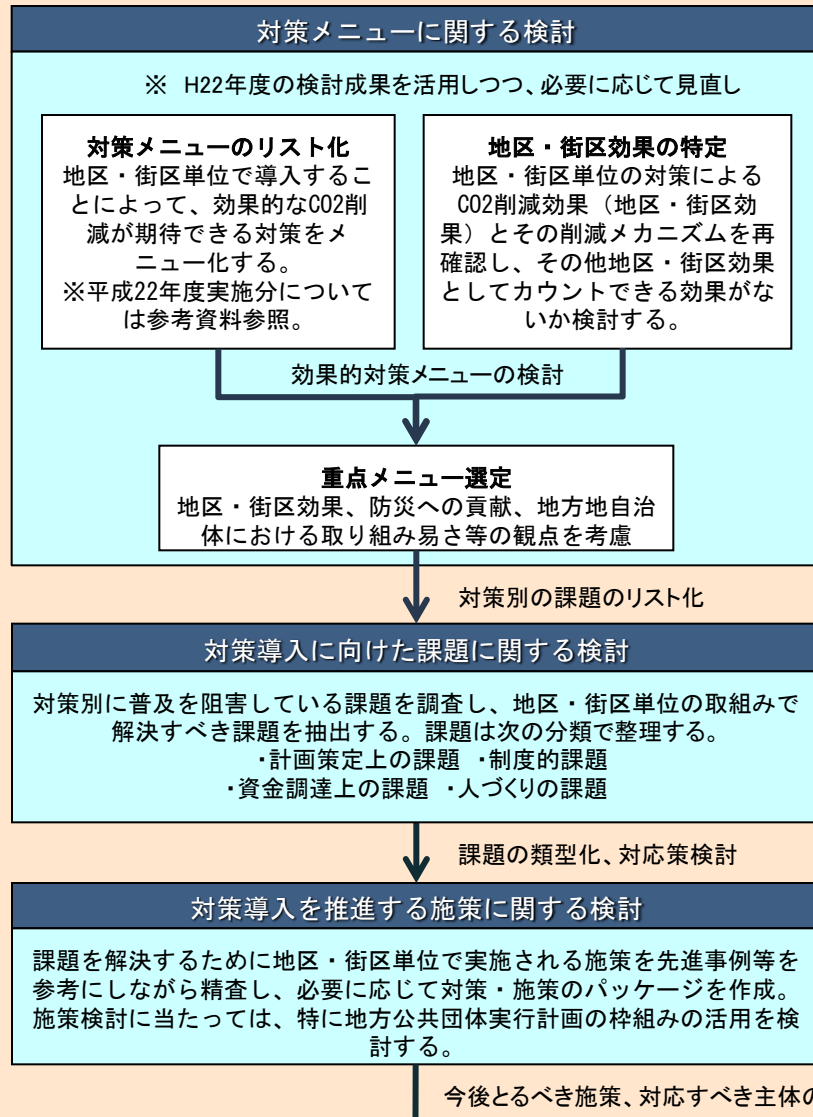 対策メニューに関する検討
※ H22年度の検討成果を活用しつつ、必要に応じて見直し
対策メニューのリスト化
地区・街区単位で導入するこ
とによって、効果的なCO2削
減が期待できる対策をメ
ニュー化する。
※平成22年度実施分について
は参考資料参照。
地区・街区効果の特定
地区・街区単位の対策による
CO2削減効果（地区・街区効
果）とその削減メカニズムを再
確認し、その他地区・街区効果
としてカウントできる効果がな
いか検討する。
効果的対策メニューの検討
重点メニュー選定
地区・街区効果、防災への貢献、地方地自治
体における取り組み易さ等の観点を考慮
対策別の課題のリスト化
対策導入に向けた課題に関する検討
対策別に普及を阻害している課題を調査し、地区・街区単位の取組みで
解決すべき課題を抽出する。課題は次の分類で整理する。
・計画策定上の課題 ・制度的課題
・資金調達上の課題 ・人づくりの課題
課題の類型化、対応策検討
対策導入を推進する施策に関する検討
課題を解決するために地区・街区単位で実施される施策を先進事例等を
参考にしながら精査し、必要に応じて対策・施策のパッケージを作成。
施策検討に当たっては、特に地方公共団体実行計画の枠組みの活用を検
討する。
今後とるべき施策、対応すべき主体の